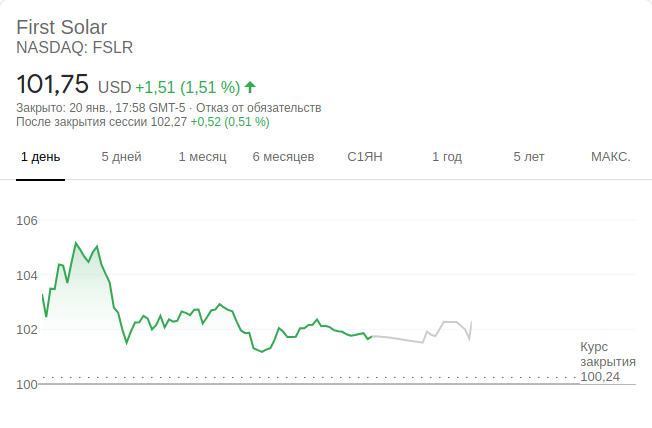 First Solar
NASDAQ: FSLR
101,75 USD +1,51 (1,51 %)
Закрыто: 20 янв., 17:58 GMT-5 · Отказ от обязательств
После закрытия сессии 102,27 +0,52 (0,51 %)
1 день 5 дней 1 месяц 6 месяцев С1ЯН 1 год 5 лет МАКС.
106
104
102
100
Курс
закрытия
100,24